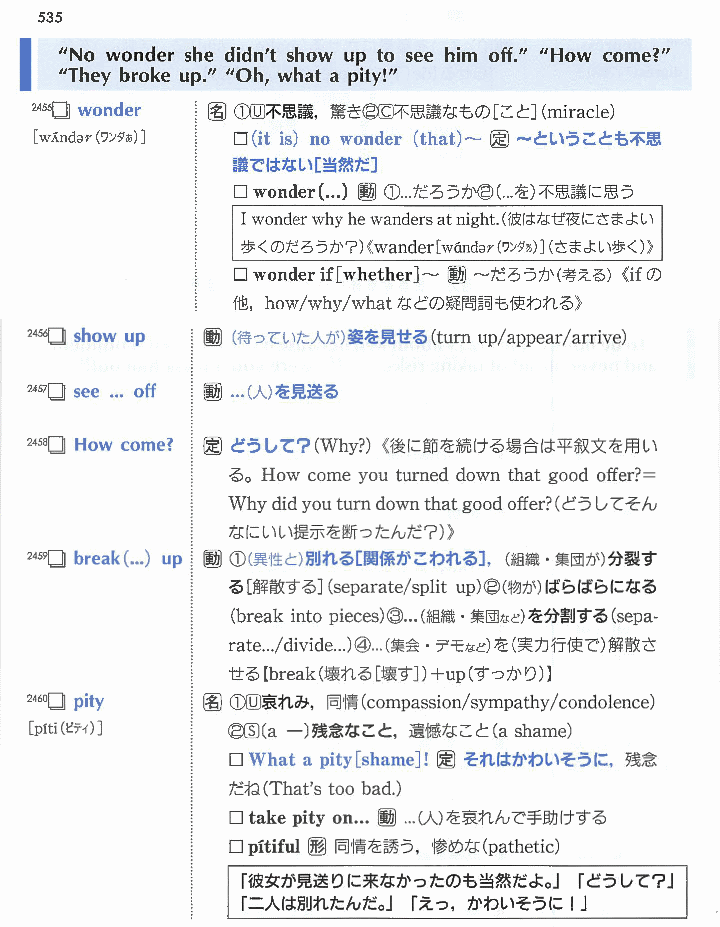 535
"No wonder she didn't show up to see him off." "How come?"
"They broke up." "Oh, what a pity!"
2455□ wonder
[wʌ́ndər(ワンダぁ)]
名 ①Ⓤ不思議，驚き②Ⓒ不思議なもの[こと](miracle)
□(it is) no wonder (that)～ 定 ～ということも不思
議ではない[当然だ]
□ wonder(...) 動 ①...だろうか②(...を)不思議に思う
I wonder why he wanders at night.(彼はなぜ夜にさまよい
歩くのだろうか？)《wander[wɑ́ndər(ワンダぁ)](さまよい歩く)》
□ wonder if[whether]～ 動 ～だろうか(考える)《ifの
他，how/why/whatなどの疑問詞も使われる》
2456□ show up
動 (待っていた人が)姿を見せる(turn up/appear/arrive)
2457□ see ... off
動 ...(人)を見送る
2458□ How come?
定 どうして？(Why?)《後に節を続ける場合は平叙文を用い
る。How come you turned down that good offer?=
Why did you turn down that good offer?(どうしてそん
なにいい提示を断ったんだ？)》
2459□ break(...) up
動 ①(異性と)別れる[関係がこわれる]，(組織・集団が)分裂す
る[解散する](separate/split up)②(物が)ばらばらになる
(break into pieces)③...(組織・集団など)を分割する(sepa-
rate.../divide...)④...(集会・デモなど)を(実力行使で)解散さ
せる【break(壊れる[壊す])+up(すっかり)】
2460□ pity
[píti(ピティ)]
名 ①Ⓤ哀れみ，同情(compassion/sympathy/condolence)
②Ⓢ(a —)残念なこと，遺憾なこと(a shame)
□ What a pity[shame]! 定 それはかわいそうに，残念
だね(That's too bad.)
□ take pity on... 動 ...(人)を哀れんで手助けする
□ pítiful 形 同情を誘う，惨めな(pathetic)
「彼女が見送りに来なかったのも当然だよ。」「どうして？」
「二人は別れたんだ。」「えっ，かわいそうに！」